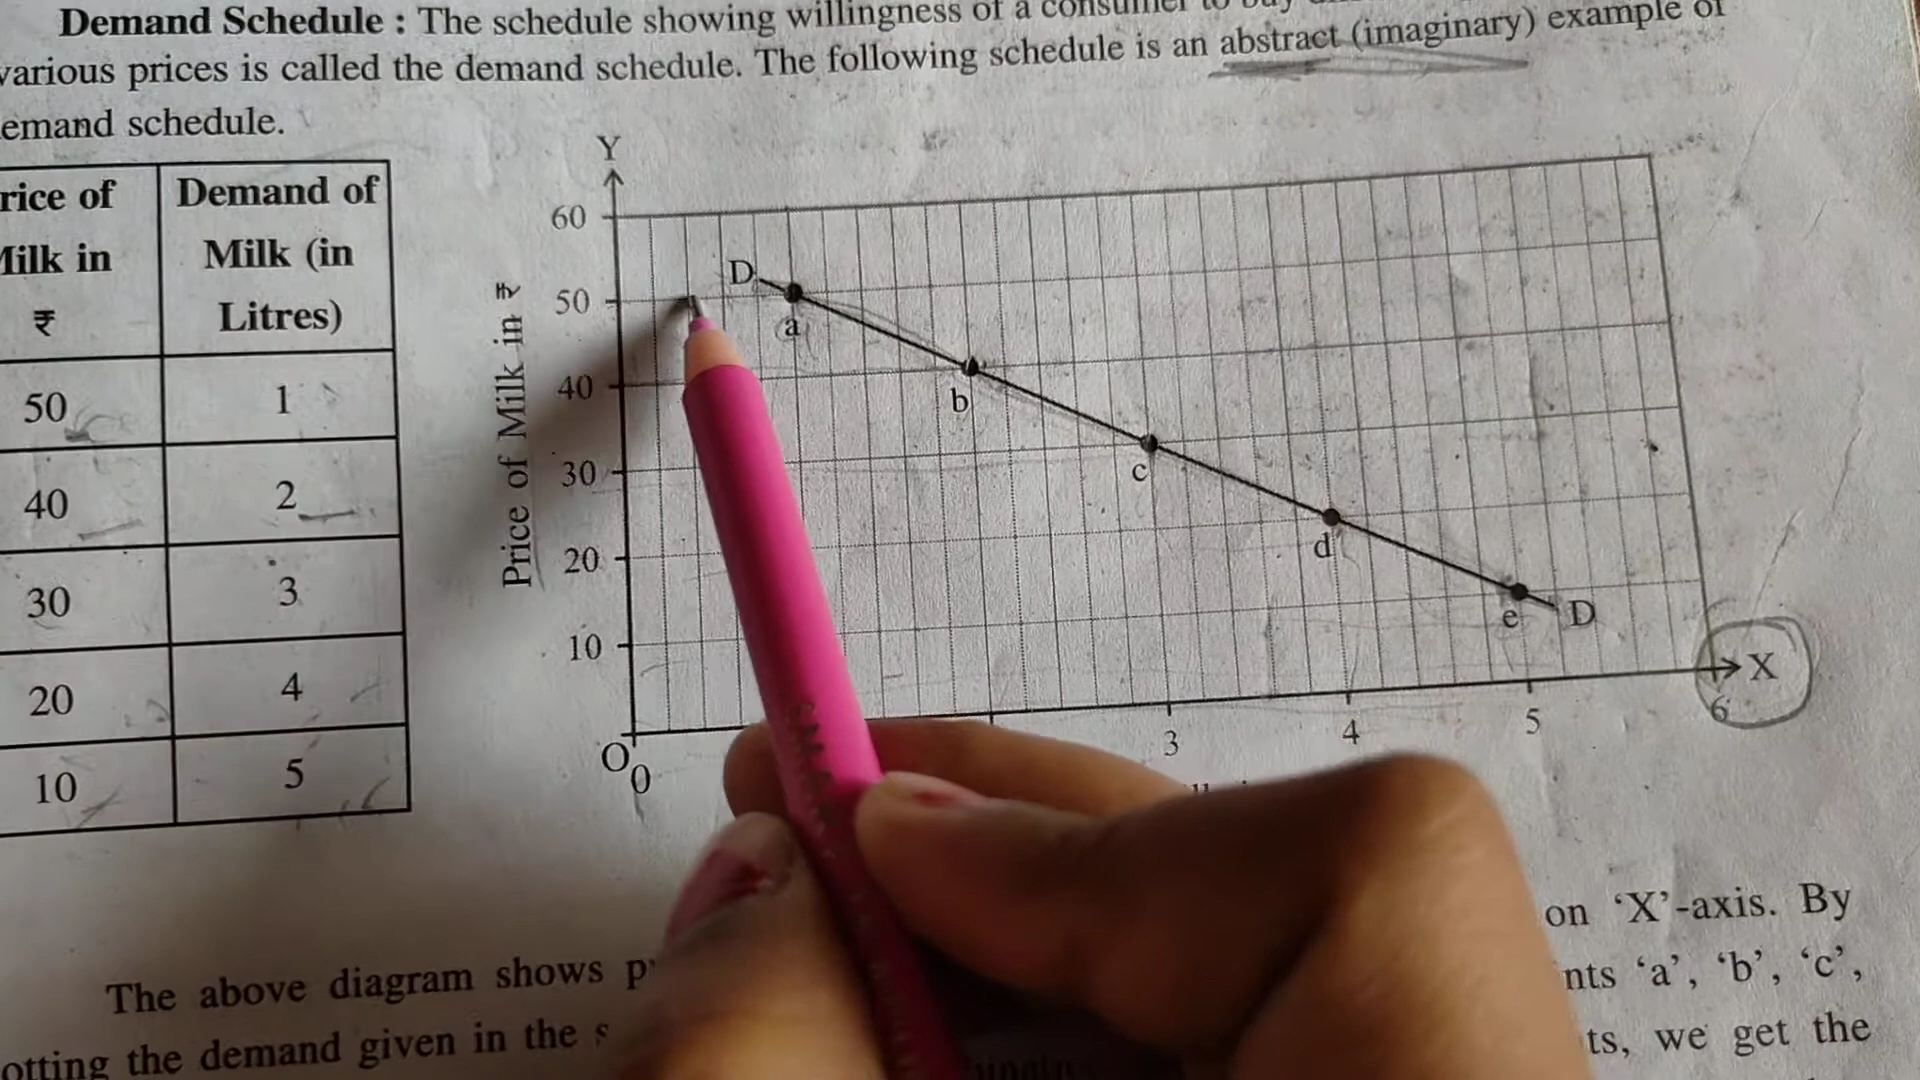 Demand Schedule : The schedule showing willingness of a consumer to buy
various prices is called the demand schedule. The following schedule is an abstract (imaginary) example of
emand schedule.
rice of
Milk in
₹
Demand of
Milk (in
Litres)
50 1
40 2
30 3
20 4
10 5
Y
60
50
40
30
20
10
Price of Milk in ₹
D
a
b
c
d
e
D
X
O
0
3
4
5
6
on ‘X’-axis. By
The above diagram shows
nts ‘a’, ‘b’, ‘c’,
otting the demand given in the s
ts, we get the